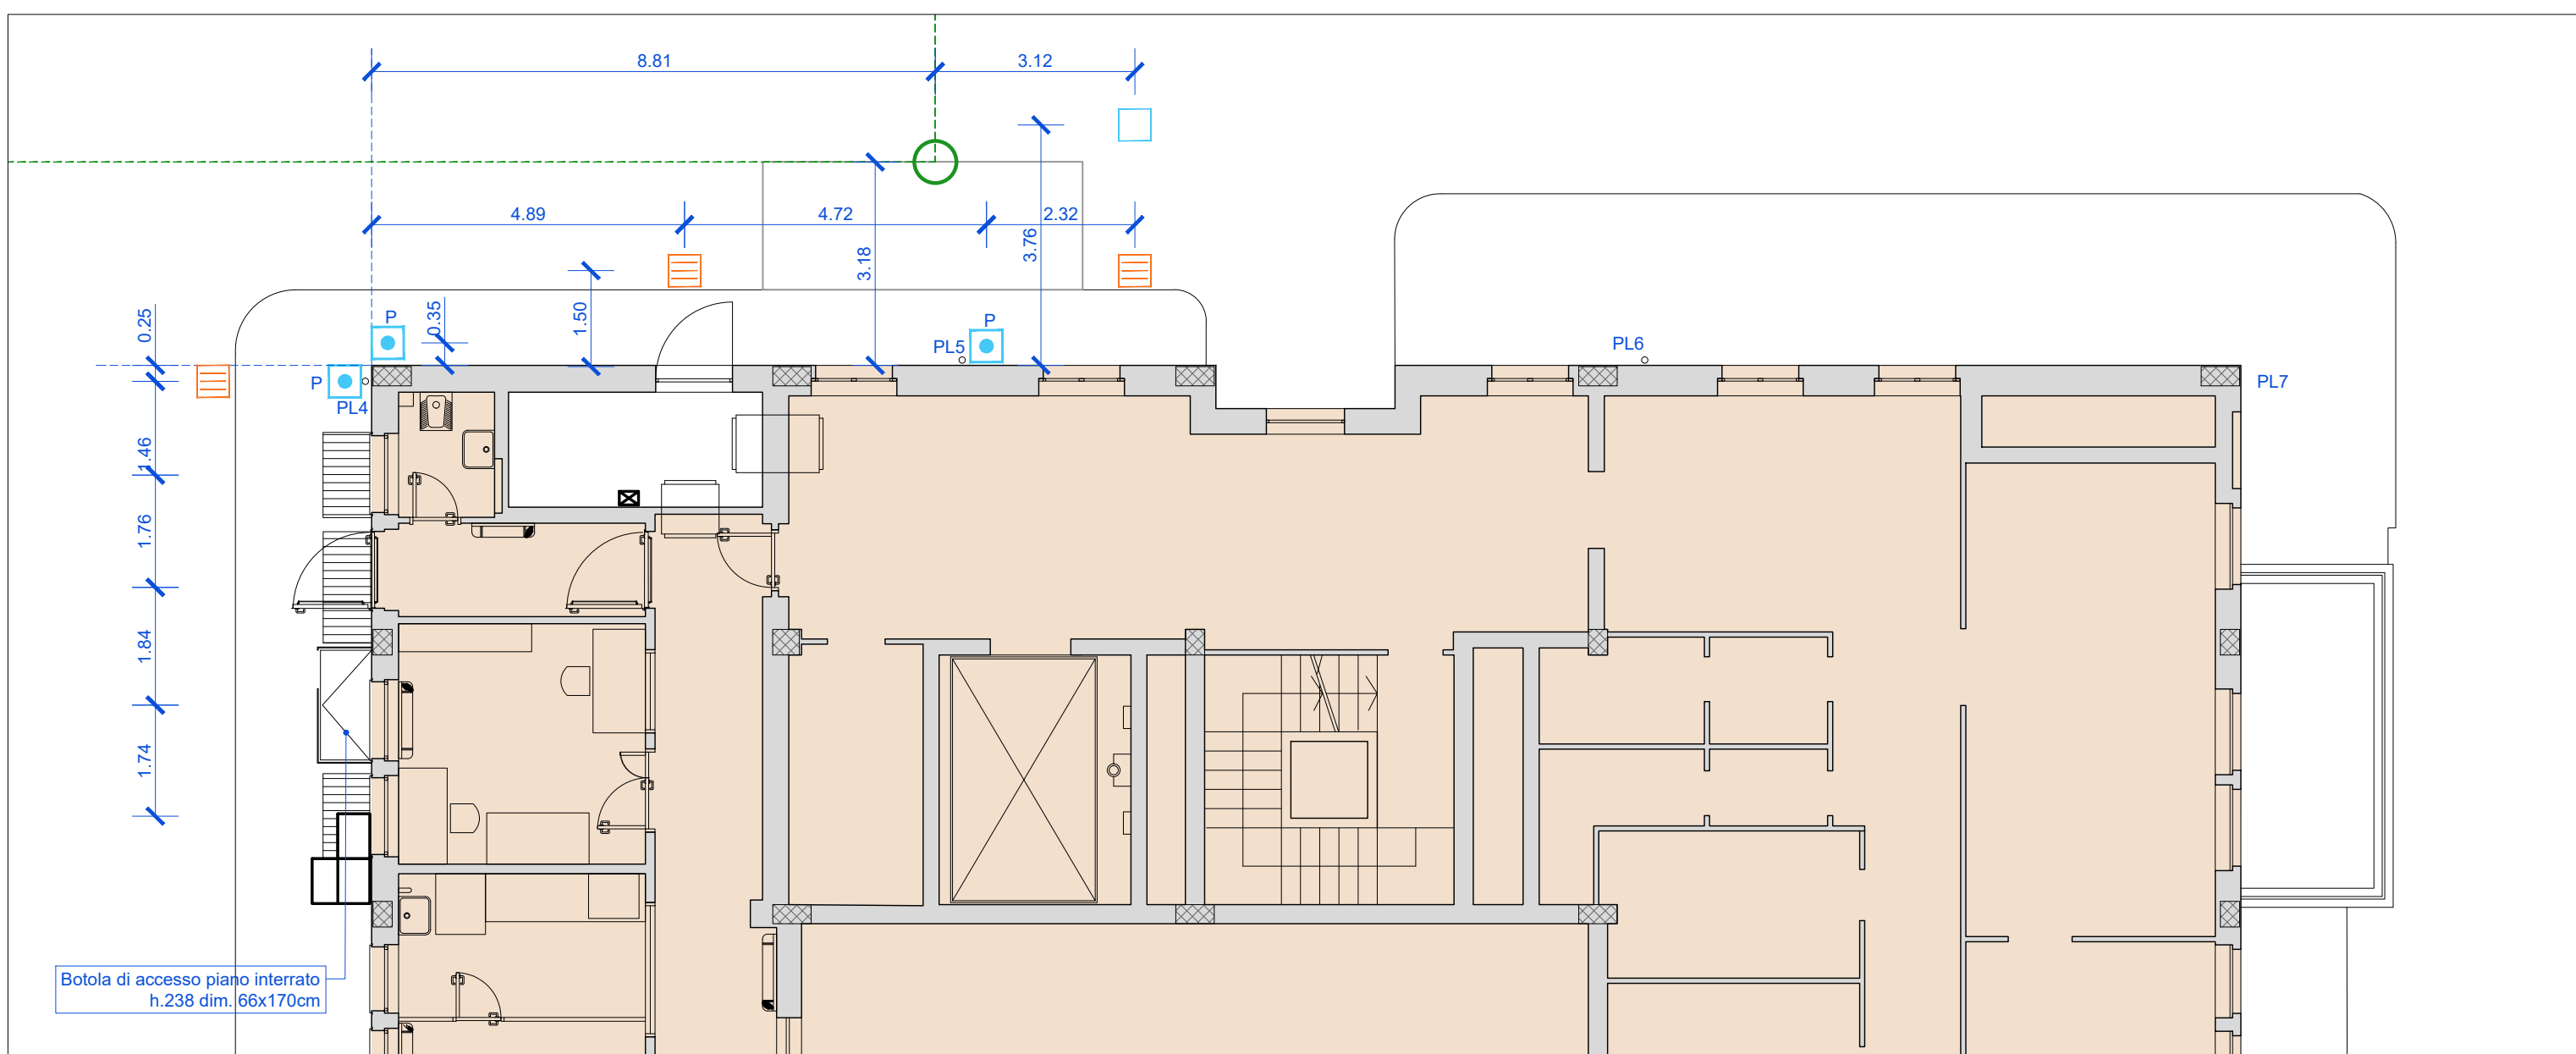 8.81
3.12
4.89
4.72
2.32
3.18
3.76
0.25
0.35
1.50
P
P
PL5
PL6
P
PL4
PL7
1.46
1.76
1.84
1.74
Botola di accesso piano interrato
h.238 dim. 66x170cm